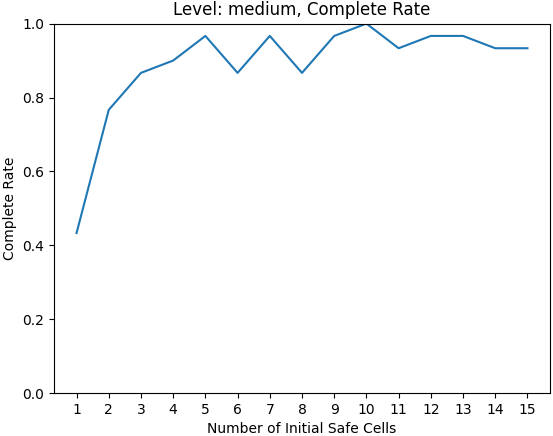 Level: medium, Complete Rate
1.0
0.8
0.6
0.4
0.2
0.0
Complete Rate
1 2 3 4 5 6 7 8 9 10 11 12 13 14 15
Number of Initial Safe Cells